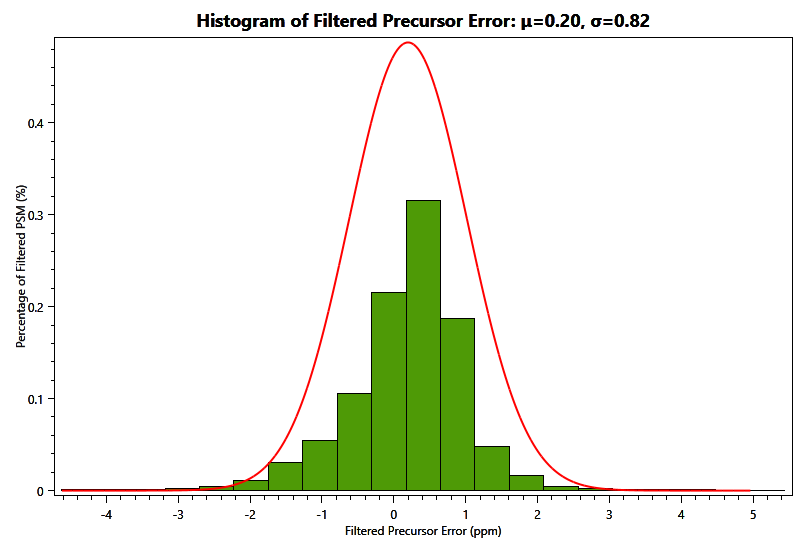 Histogram of Filtered Precursor Error: μ=0.20, σ=0.82
Percentage of Filtered PSM (%)
0.4
0.3
0.2
0.1
0
-4 -3 -2 -1 0 1 2 3 4 5
Filtered Precursor Error (ppm)